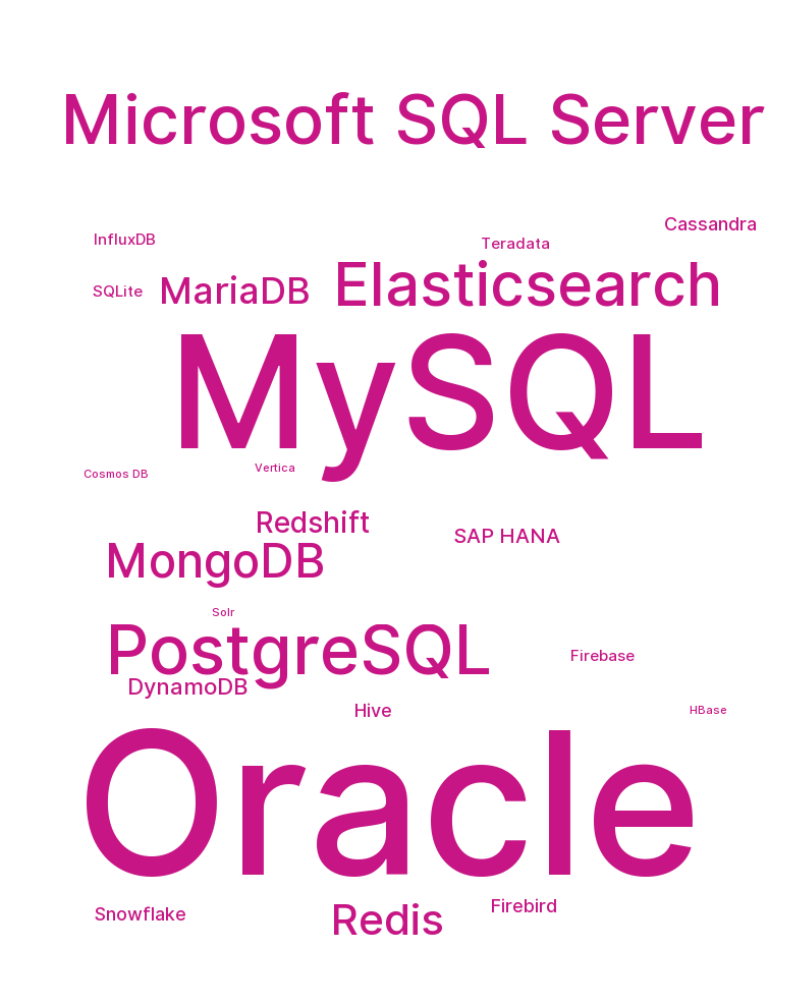 Microsoft SQL Server
Cassandra
InfluxDB
Teradata
SQLite
MariaDB
Elasticsearch
MySQL
Cosmos DB
Vertica
Redshift
SAP HANA
MongoDB
Solr
PostgreSQL
Firebase
DynamoDB
Hive
HBase
Oracle
Snowflake
Redis
Firebird